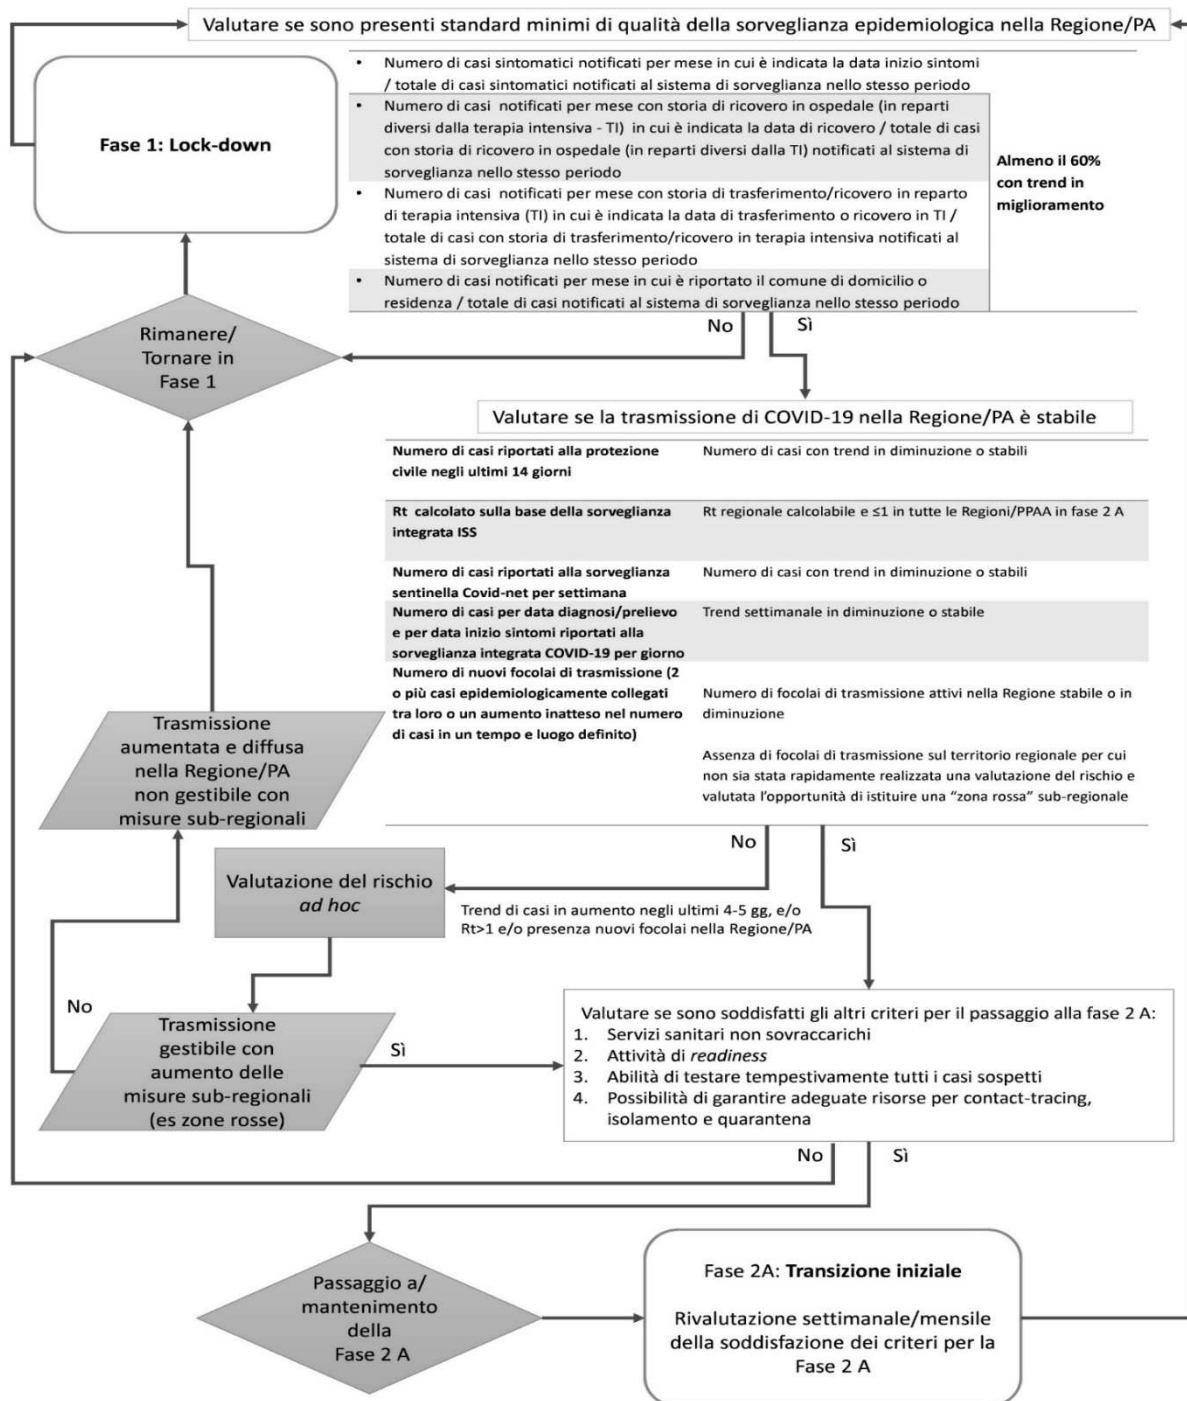 Valutare se sono presenti standard minimi di qualità della sorveglianza epidemiologica nella Regione/PA
Fase 1: Lock-down
• Numero di casi sintomatici notificati per mese in cui è indicata la data inizio sintomi
/ totale di casi sintomatici notificati al sistema di sorveglianza nello stesso periodo
• Numero di casi notificati per mese con storia di ricovero in ospedale (in reparti
diversi dalla terapia intensiva - TI) in cui è indicata la data di ricovero / totale di casi
con storia di ricovero in ospedale (in reparti diversi dalla TI) notificati al sistema di
sorveglianza nello stesso periodo
• Numero di casi notificati per mese con storia di trasferimento/ricovero in reparto
di terapia intensiva (TI) in cui è indicata la data di trasferimento o ricovero in TI /
totale di casi con storia di trasferimento/ricovero in terapia intensiva notificati al
sistema di sorveglianza nello stesso periodo
• Numero di casi notificati per mese in cui è riportato il comune di domicilio o
residenza / totale di casi notificati al sistema di sorveglianza nello stesso periodo
Almeno il 60%
con trend in
miglioramento
No
Sì
Rimanere/
Tornare in
Fase 1
Valutare se la trasmissione di COVID-19 nella Regione/PA è stabile
Numero di casi riportati alla protezione
civile negli ultimi 14 giorni
Numero di casi con trend in diminuzione o stabili
Rt calcolato sulla base della sorveglianza
integrata ISS
Rt regionale calcolabile e ≤1 in tutte le Regioni/PPAA in fase 2 A
Numero di casi riportati alla sorveglianza
sentinella Covid-net per settimana
Numero di casi con trend in diminuzione o stabili
Numero di casi per data diagnosi/prelievo
e per data inizio sintomi riportati alla
sorveglianza integrata COVID-19 per giorno
Trend settimanale in diminuzione o stabile
Numero di nuovi focolai di trasmissione (2
o più casi epidemiologicamente collegati
tra loro o un aumento inatteso nel numero
di casi in un tempo e luogo definito)
Numero di focolai di trasmissione attivi nella Regione stabile o in
diminuzione
Assenza di focolai di trasmissione sul territorio regionale per cui
non sia stata rapidamente realizzata una valutazione del rischio e
valutata l'opportunità di istituire una "zona rossa" sub-regionale
Trasmissione
aumentata e diffusa
nella Regione/PA
non gestibile con
misure sub-regionali
No
Sì
Valutazione del rischio
ad hoc
Trend di casi in aumento negli ultimi 4-5 gg, e/o
Rt>1 e/o presenza nuovi focolai nella Regione/PA
No
Trasmissione
gestibile con
aumento delle
misure sub-regionali
(es zone rosse)
Sì
Valutare se sono soddisfatti gli altri criteri per il passaggio alla fase 2 A:
1. Servizi sanitari non sovraccarichi
2. Attività di readiness
3. Abilità di testare tempestivamente tutti i casi sospetti
4. Possibilità di garantire adeguate risorse per contact-tracing,
isolamento e quarantena
No
Sì
Passaggio a/
mantenimento
della
Fase 2 A
Fase 2A: Transizione iniziale
Rivalutazione settimanale/mensile
della soddisfazione dei criteri per la
Fase 2 A